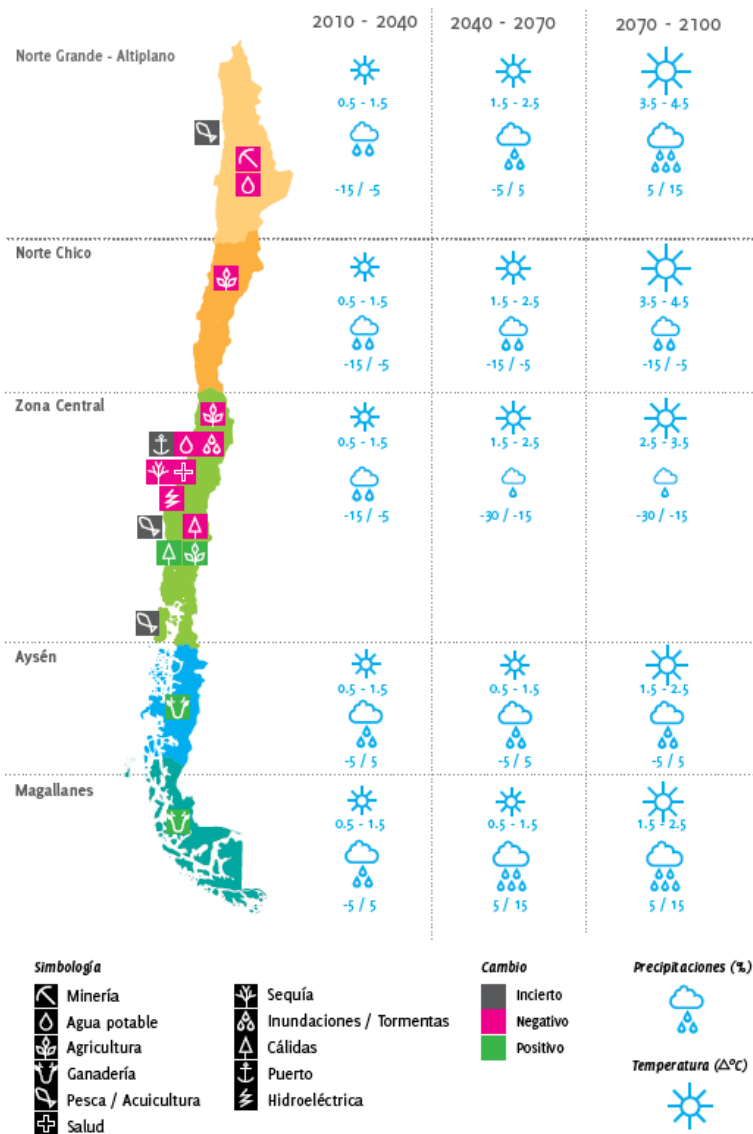 2010 - 2040 2040 - 2070 2070 - 2100
Norte Grande - Altiplano
0.5 - 1.5 1.5 - 2.5 3.5 - 4.5
-15 / -5 -5 / 5 5 / 15
Norte Chico
0.5 - 1.5 1.5 - 2.5 3.5 - 4.5
-15 / -5 -15 / -5 -15 / -5
Zona Central
0.5 - 1.5 1.5 - 2.5 2.5 - 3.5
-15 / -5 -30 / -15 -30 / -15
Aysén
0.5 - 1.5 0.5 - 1.5 1.5 - 2.5
-5 / 5 -5 / 5 -5 / 5
Magallanes
0.5 - 1.5 0.5 - 1.5 1.5 - 2.5
-5 / 5 5 / 15 5 / 15
Simbología
Minería
Agua potable
Agricultura
Ganadería
Pesca / Acuicultura
Salud
Sequía
Inundaciones / Tormentas
Cálidas
Puerto
Hidroeléctrica
Cambio
Incierto
Negativo
Positivo
Precipitaciones (%)
Temperatura (△ºC)